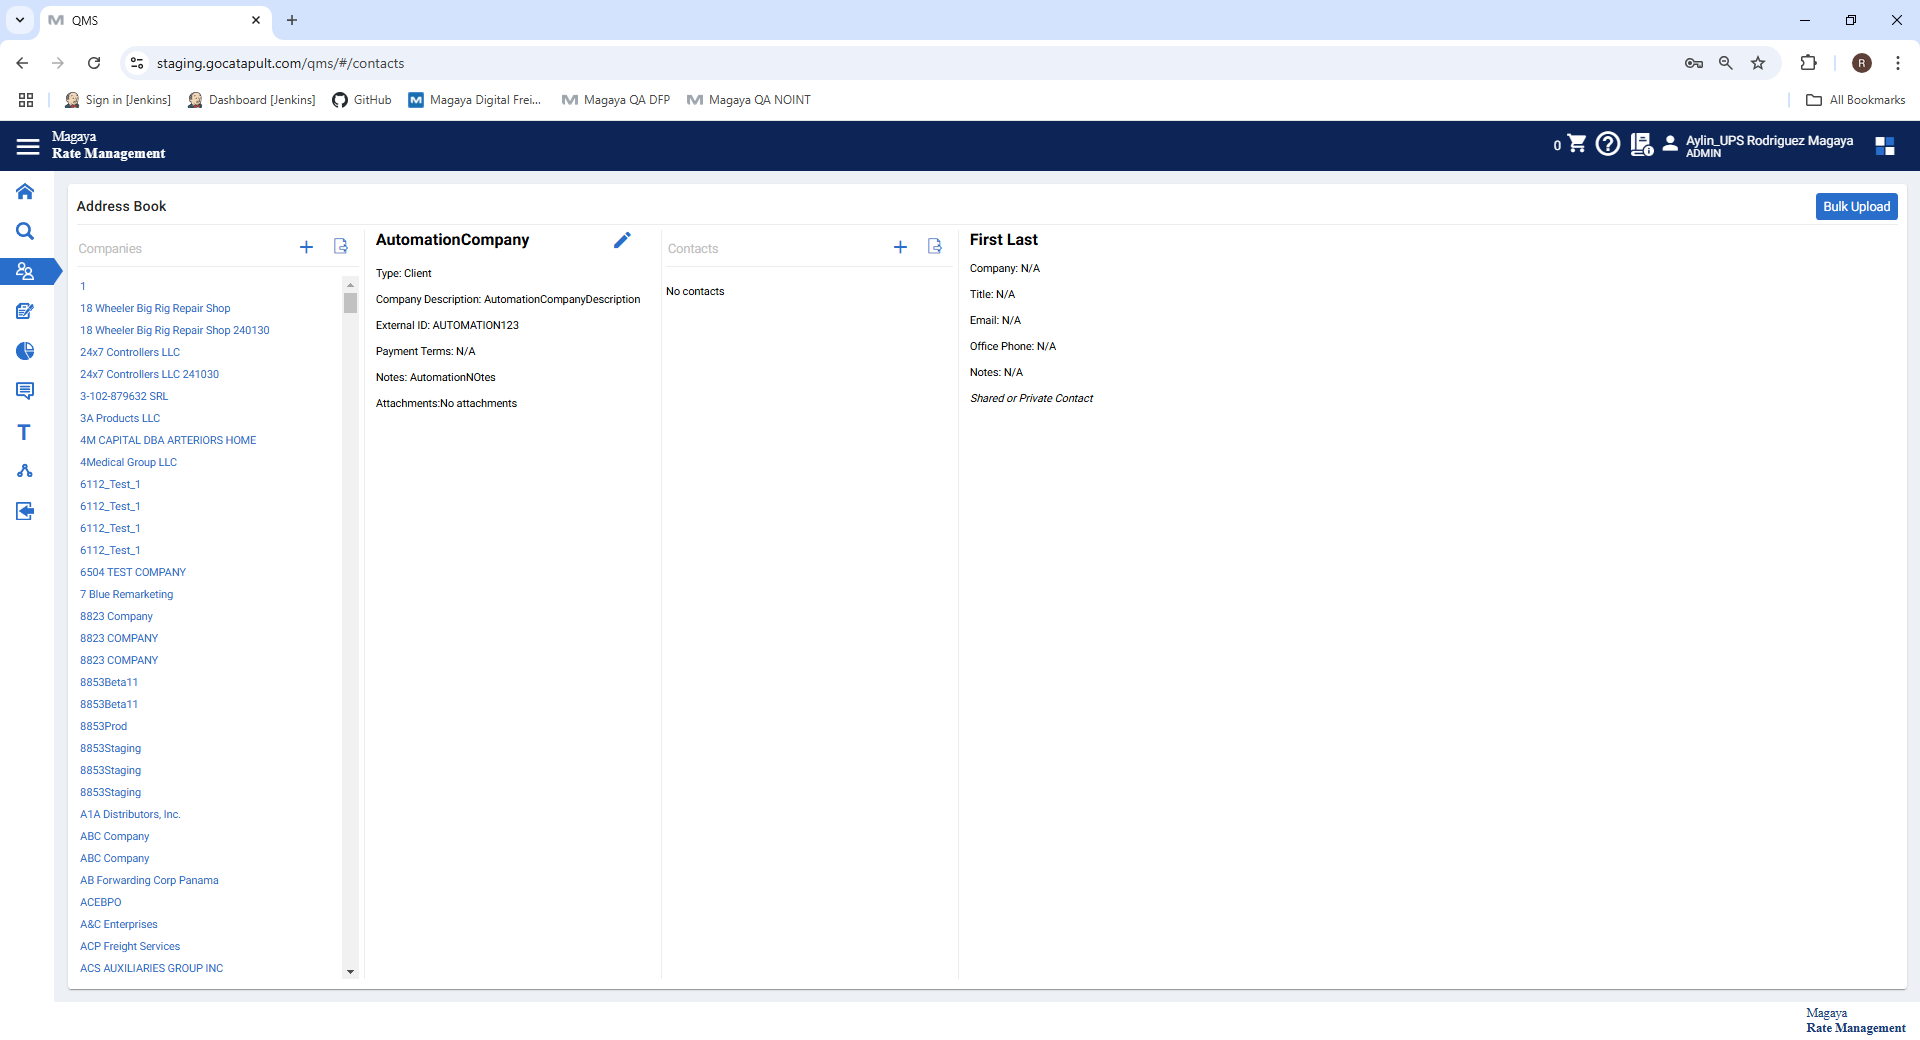 QMS
staging.gocatapult.com/qms/#/contacts
R
Sign in [Jenkins]
Dashboard [Jenkins]
GitHub
Magaya Digital Frei...
Magaya QA DFP
Magaya QA NOINT
All Bookmarks
Magaya
Rate Management
0
Aylin_UPS Rodriguez Magaya
ADMIN
Address Book
Bulk Upload
Companies
1
18 Wheeler Big Rig Repair Shop
18 Wheeler Big Rig Repair Shop 240130
24x7 Controllers LLC
24x7 Controllers LLC 241030
3-102-879632 SRL
3A Products LLC
4M CAPITAL DBA ARTERIORS HOME
4Medical Group LLC
6112_Test_1
6112_Test_1
6112_Test_1
6112_Test_1
6504 TEST COMPANY
7 Blue Remarketing
8823 Company
8823 COMPANY
8823 COMPANY
8853Beta11
8853Beta11
8853Prod
8853Staging
8853Staging
8853Staging
A1A Distributors, Inc.
ABC Company
ABC Company
AB Forwarding Corp Panama
ACEBPO
A&C Enterprises
ACP Freight Services
ACS AUXILIARIES GROUP INC
AutomationCompany
Type: Client
Company Description: AutomationCompanyDescription
External ID: AUTOMATION123
Payment Terms: N/A
Notes: AutomationNOtes
Attachments:No attachments
Contacts
No contacts
First Last
Company: N/A
Title: N/A
Email: N/A
Office Phone: N/A
Notes: N/A
Shared or Private Contact
Magaya
Rate Management